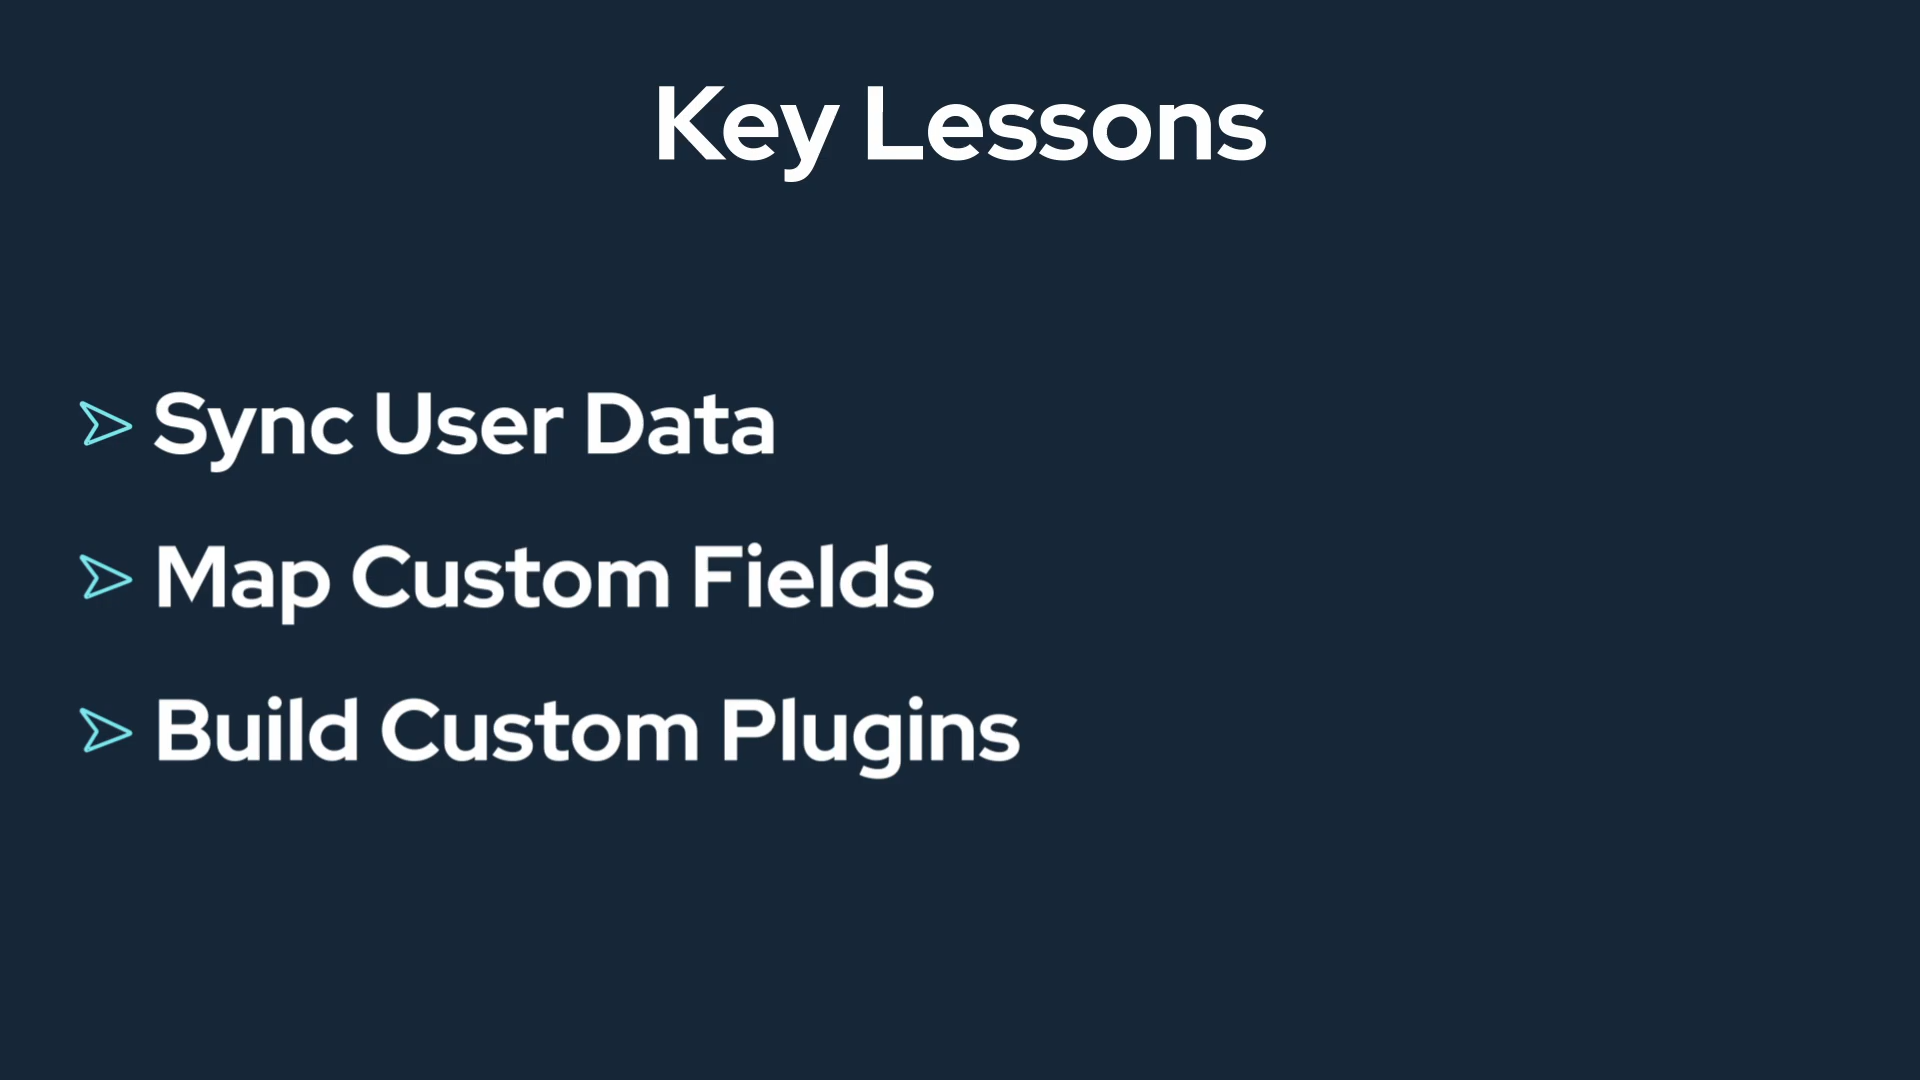 Key Lessons
Sync User Data
Map Custom Fields
Build Custom Plugins